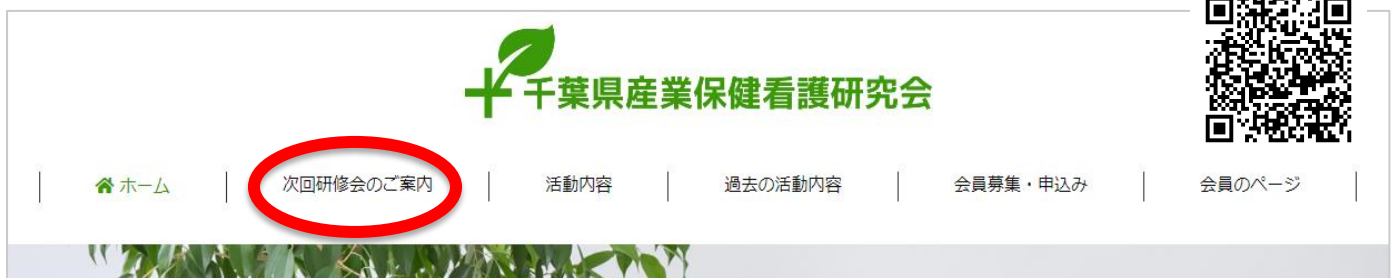 千葉県産業保健看護研究会
ホーム
次回研修会のご案内
活動内容
過去の活動内容
会員募集・申込み
会員のページ